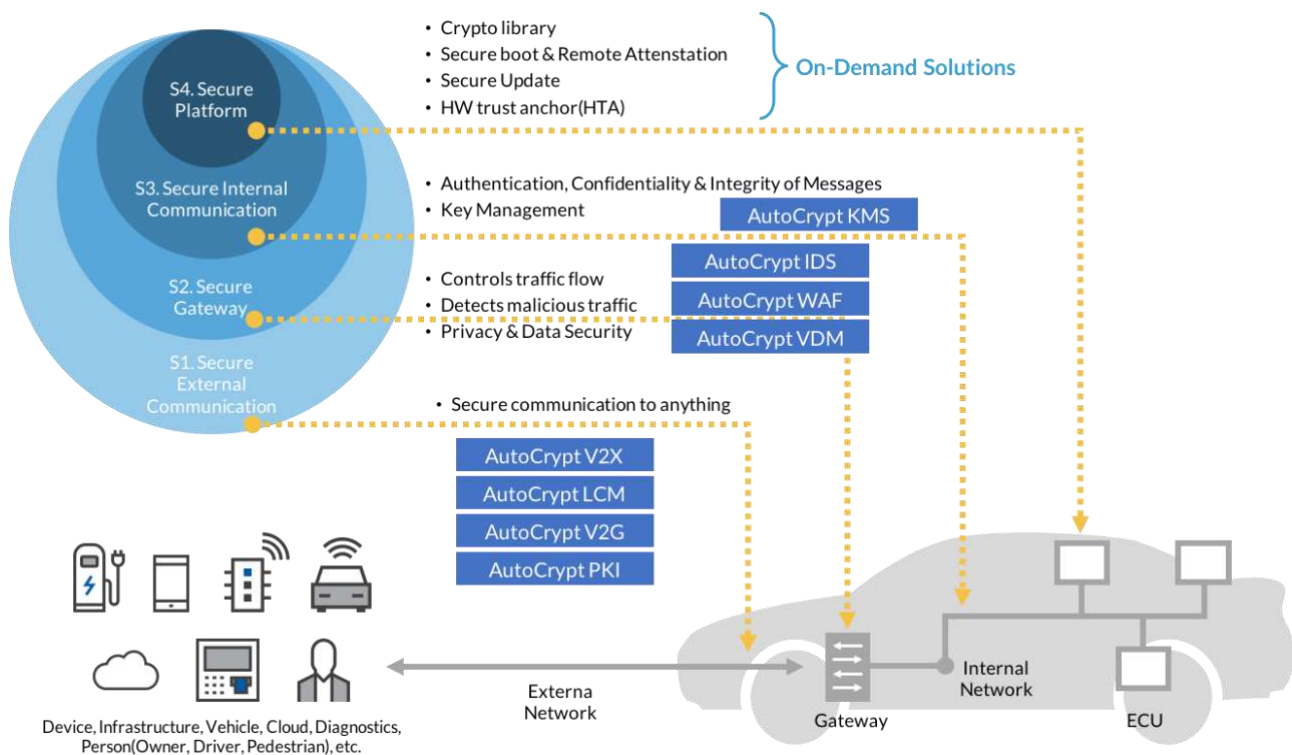 • Crypto library
• Secure boot & Remote Attenstation
• Secure Update
• HW trust anchor(HTA)
On-Demand Solutions
S4. Secure
Platform
S3. Secure Internal
Communication
• Authentication, Confidentiality & Integrity of Messages
• Key Management
AutoCrypt KMS
S2. Secure
Gateway
• Controls traffic flow
• Detects malicious traffic
• Privacy & Data Security
AutoCrypt IDS
AutoCrypt WAF
AutoCrypt VDM
S1. Secure
External
Communication
• Secure communication to anything
AutoCrypt V2X
AutoCrypt LCM
AutoCrypt V2G
AutoCrypt PKI
Device, Infrastructure, Vehicle, Cloud, Diagnostics,
Person(Owner, Driver, Pedestrian), etc.
Externa
Network
Gateway
Internal
Network
ECU